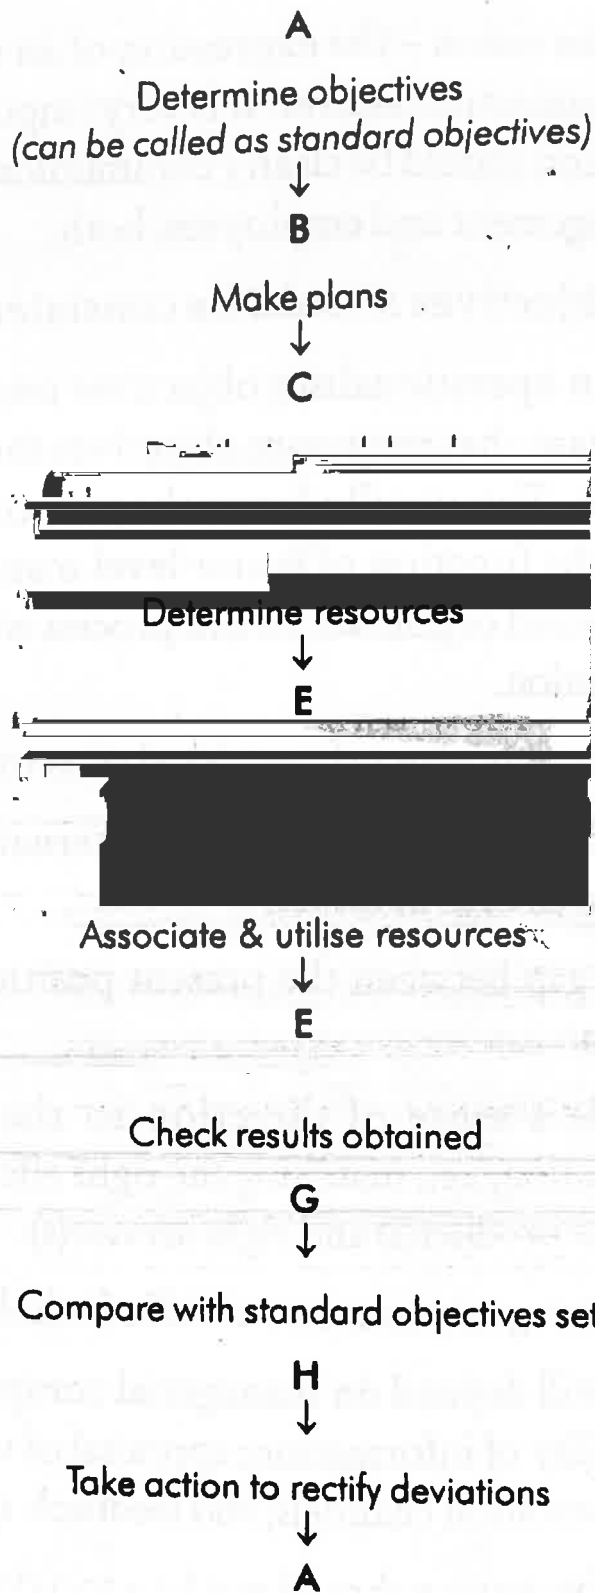 A
Determine objectives
(can be called as standard objectives)
↓
B
Make plans
↓
C
Determine resources
↓
E
Associate & utilise resources
↓
E
Check results obtained
G
↓
Compare with standard objectives set
H
↓
Take action to rectify deviations
↓
A